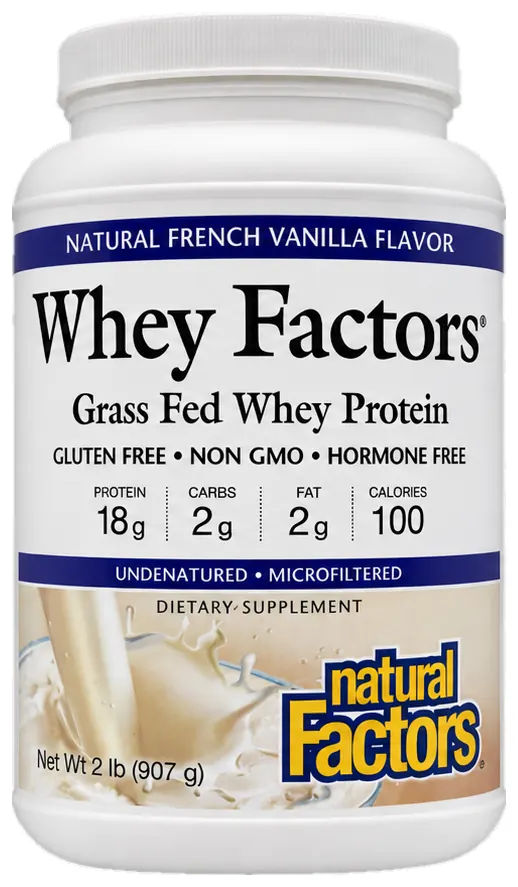 NATURAL FRENCH VANILLA FLAVOR
Whey Factors®
Grass Fed Whey Protein
GLUTEN FREE • NON GMO • HORMONE FREE
PROTEIN CARBS FAT CALORIES
18g 2g 2g 100
UNDENATURED • MICROFILTERED
DIETARY SUPPLEMENT
natural
Factors®
Net Wt 2 lb (907 g)